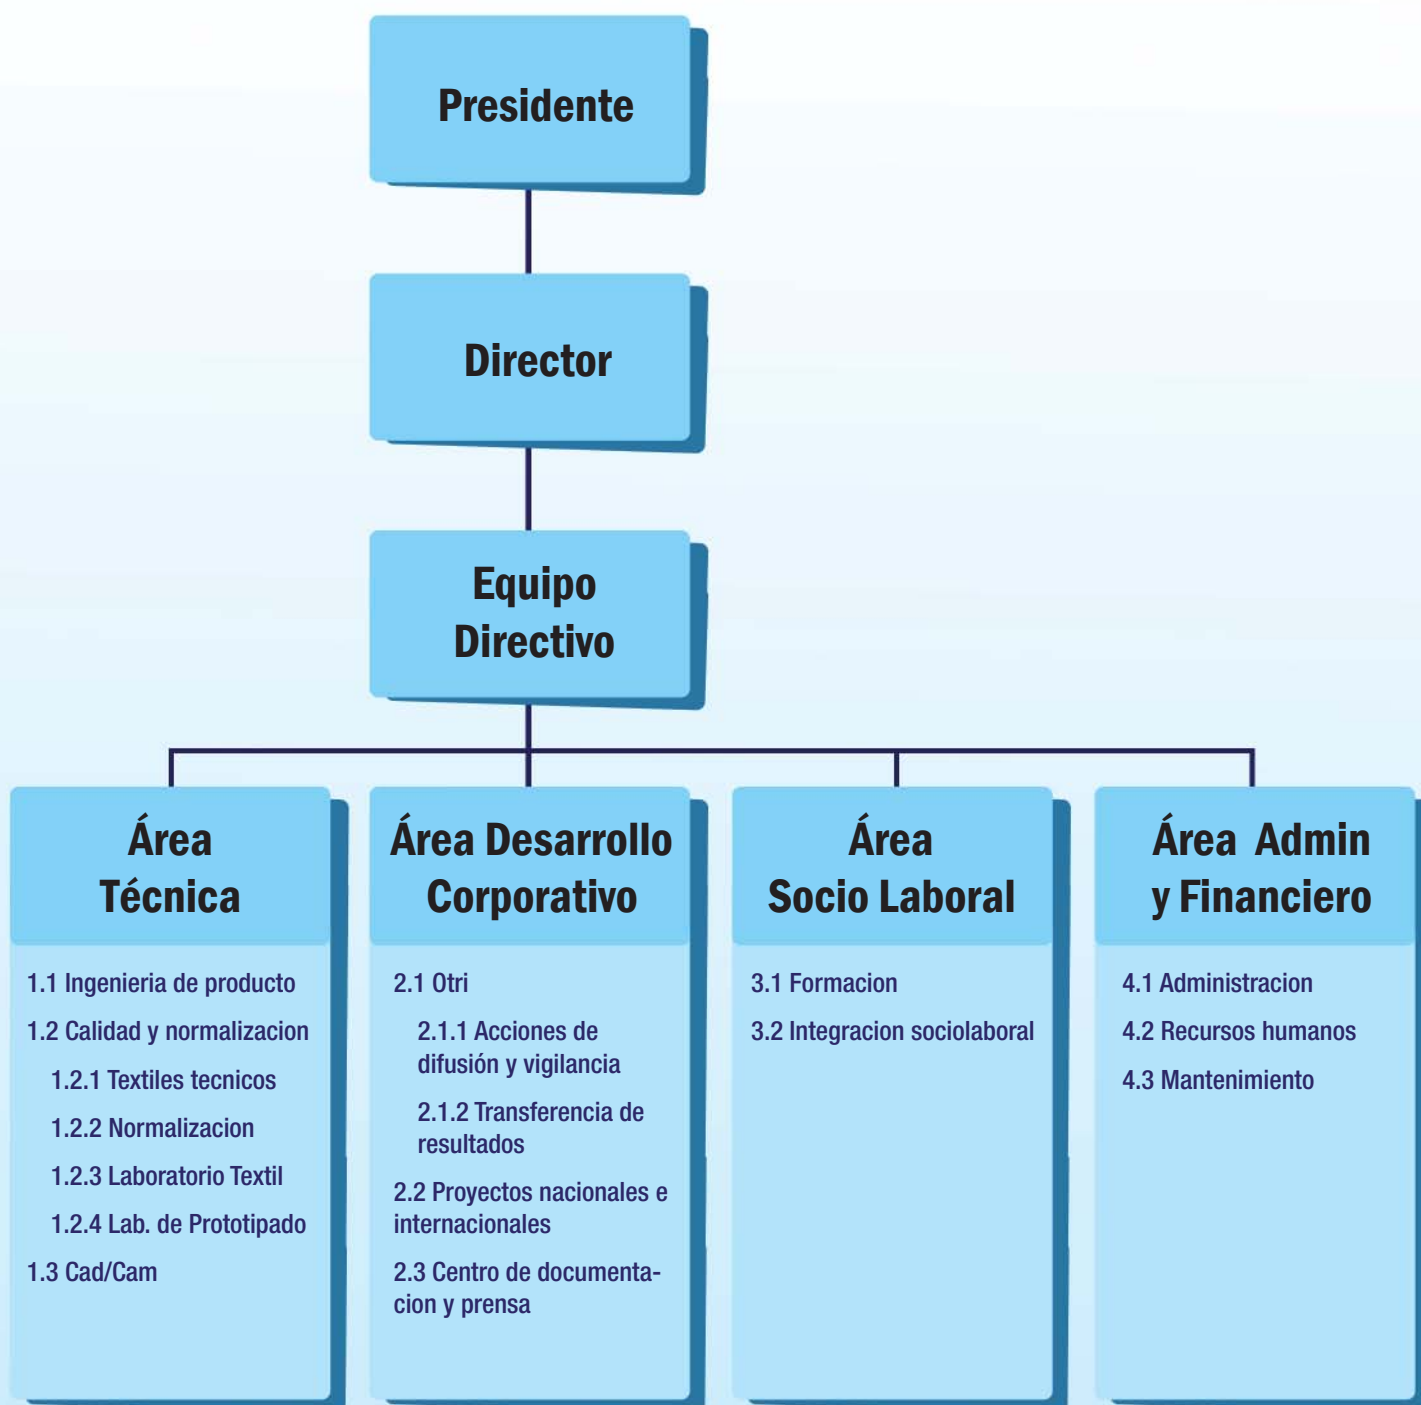 Presidente
Director
Equipo
Directivo
Área
Técnica
1.1 Ingenieria de producto
1.2 Calidad y normalizacion
1.2.1 Textiles tecnicos
1.2.2 Normalizacion
1.2.3 Laboratorio Textil
1.2.4 Lab. de Prototipado
1.3 Cad/Cam
Área Desarrollo
Corporativo
2.1 Otri
2.1.1 Acciones de
difusión y vigilancia
2.1.2 Transferencia de
resultados
2.2 Proyectos nacionales e
internacionales
2.3 Centro de documenta-
cion y prensa
Área
Socio Laboral
3.1 Formacion
3.2 Integracion sociolaboral
Área Admin
y Financiero
4.1 Administracion
4.2 Recursos humanos
4.3 Mantenimiento